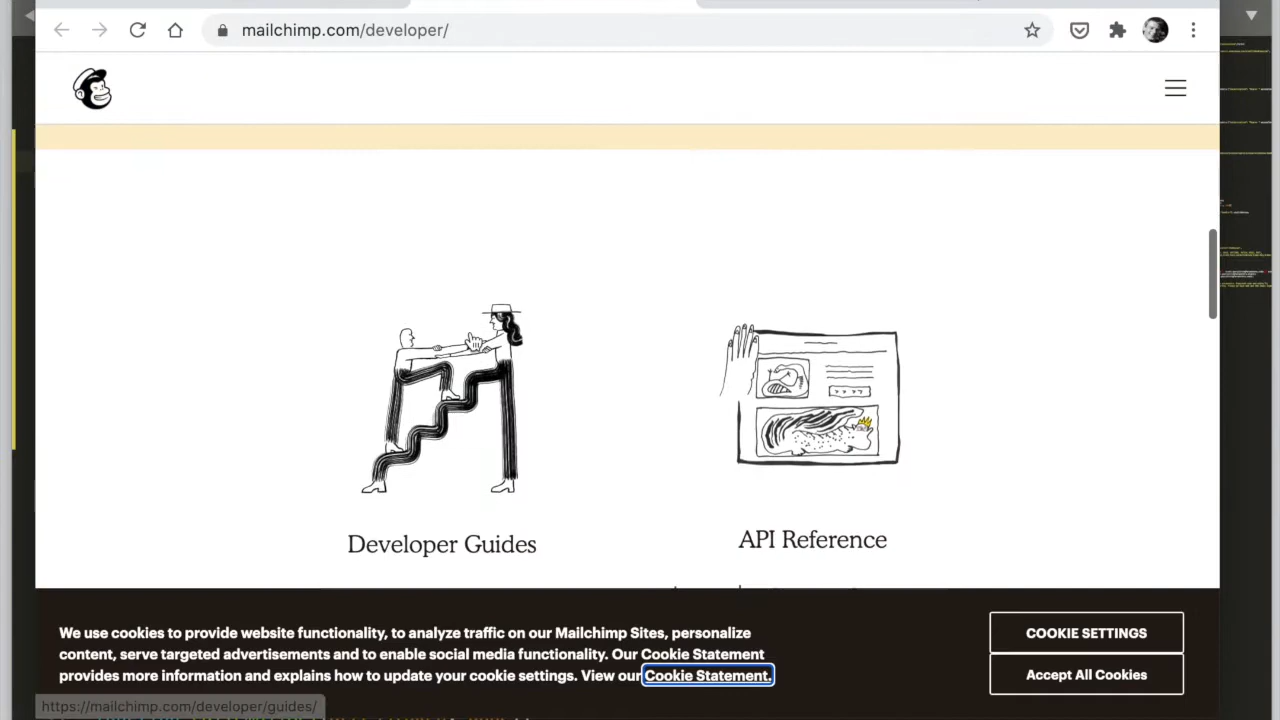 mailchimp.com/developer/
Developer Guides
API Reference
We use cookies to provide website functionality, to analyze traffic on our Mailchimp Sites, personalize
content, serve targeted advertisements and to enable social media functionality. Our Cookie Statement
provides more information and explains how to update your cookie settings. View our Cookie Statement.
COOKIE SETTINGS
Accept All Cookies
https://mailchimp.com/developer/guides/